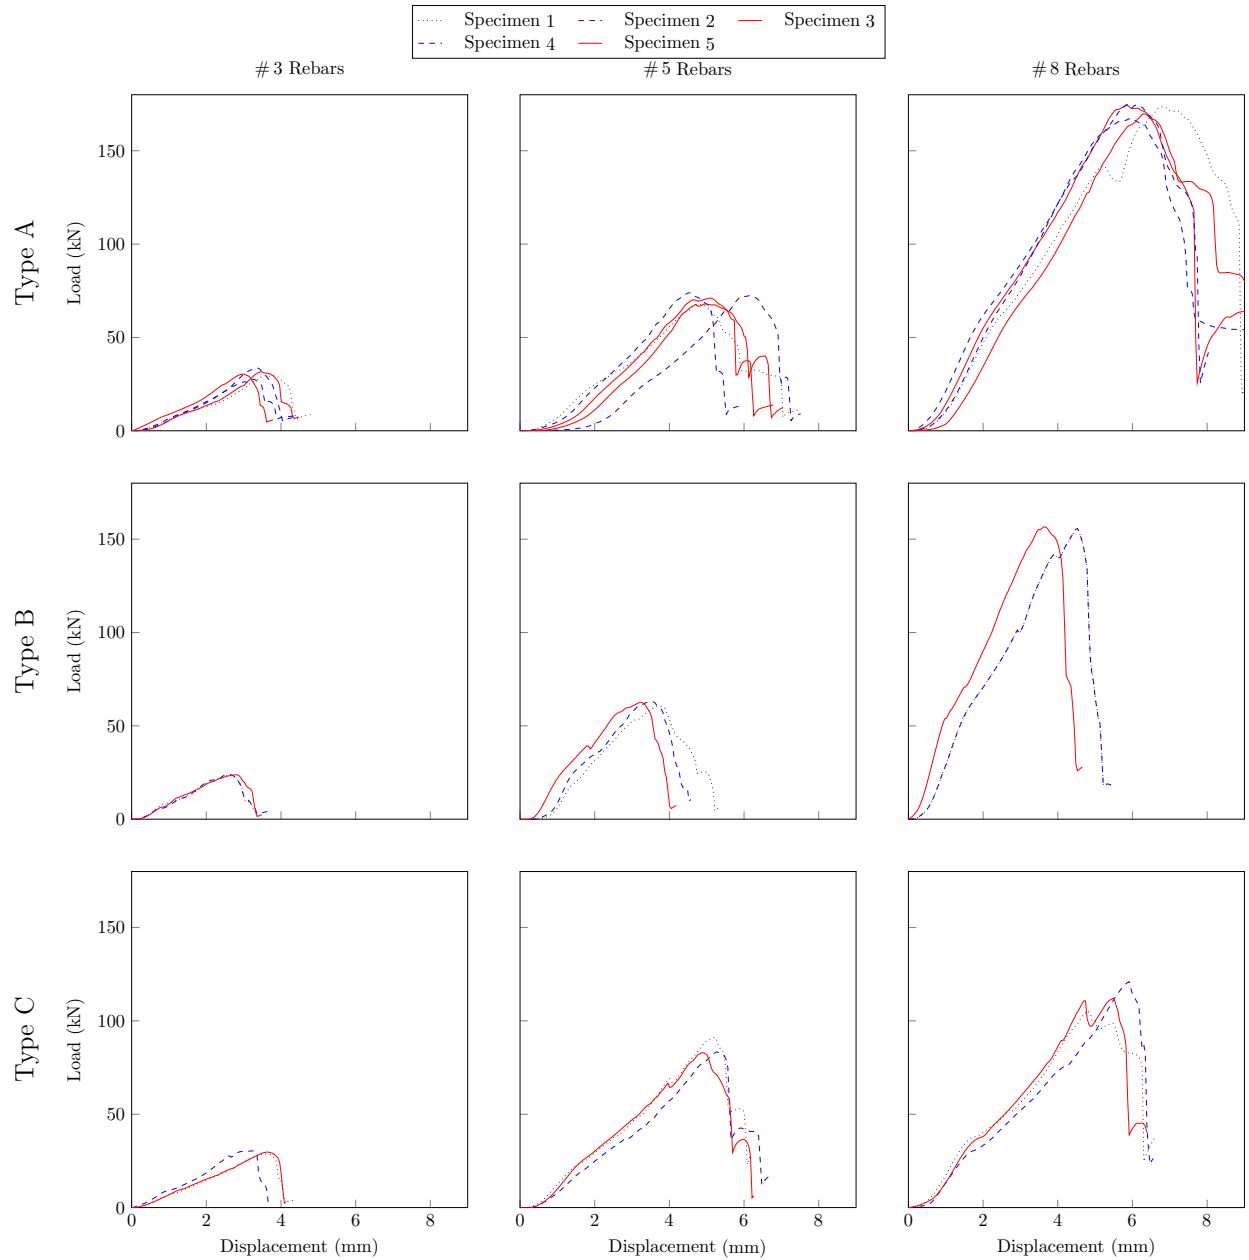 Specimen 1 Specimen 2 Specimen 3
Specimen 4 Specimen 5
#3 Rebars #5 Rebars #8 Rebars
Type A
Load (kN)
150
100
50
0
Type B
Load (kN)
150
100
50
0
Type C
Load (kN)
150
100
50
0
0 2 4 6 8 0 2 4 6 8 0 2 4 6 8
Displacement (mm) Displacement (mm) Displacement (mm)